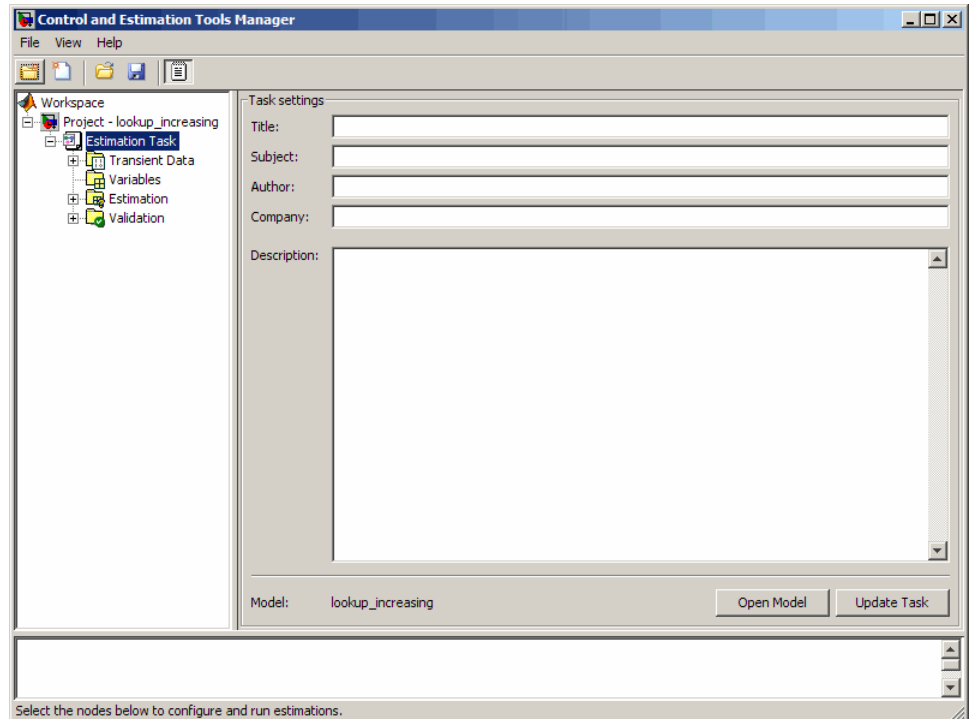 Control and Estimation Tools Manager
File View Help
Workspace
Project - lookup_increasing
Estimation Task
Transient Data
Variables
Estimation
Validation
Task settings
Title:
Subject:
Author:
Company:
Description:
Model: lookup_increasing
Open Model Update Task
Select the nodes below to configure and run estimations.